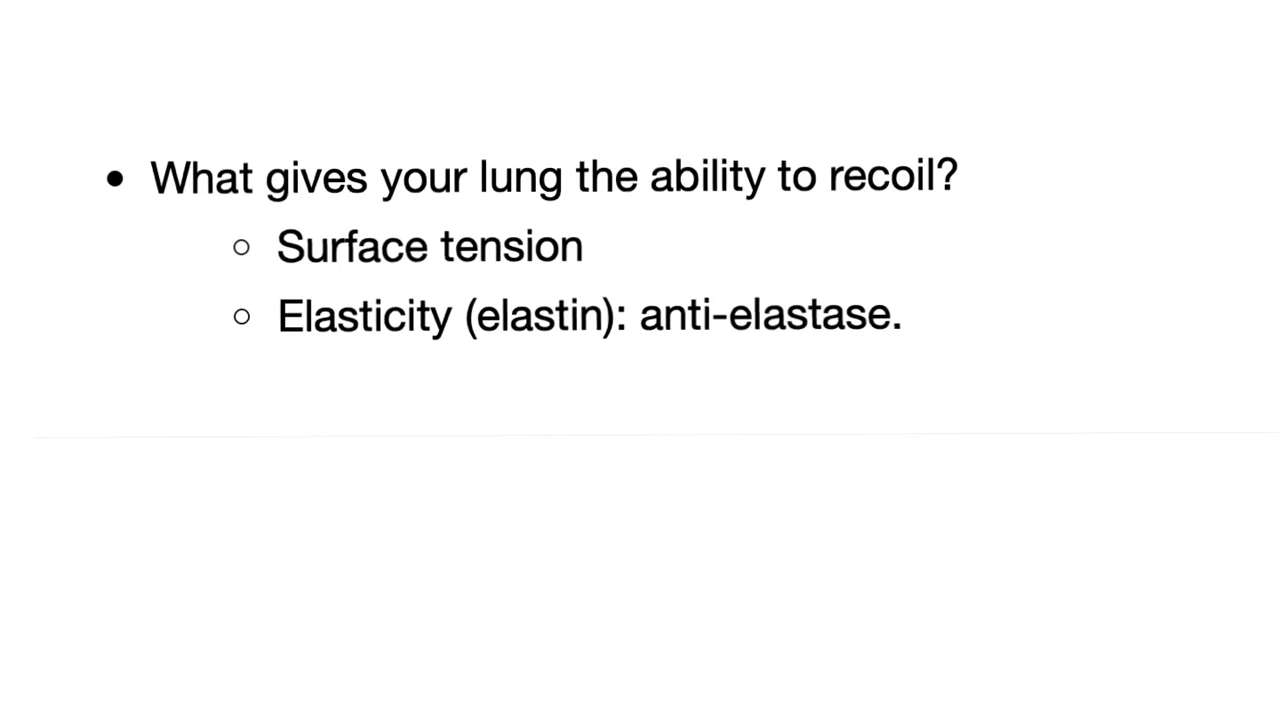 • What gives your lung the ability to recoil?
○ Surface tension
○ Elasticity (elastin): anti-elastase.